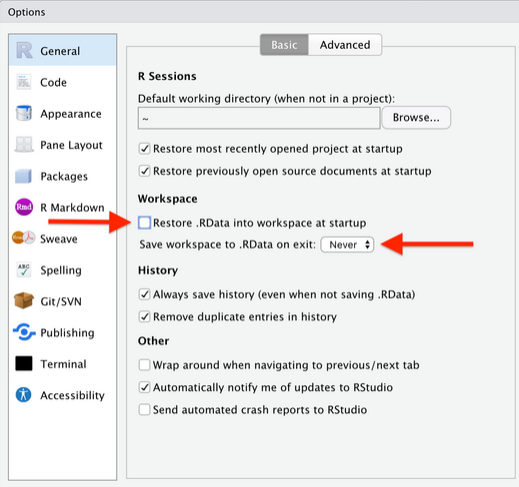 Options
General
Code
Appearance
Pane Layout
Packages
Rmd R Markdown
Sweave
ABC Spelling
Git/SVN
Publishing
Terminal
Accessibility
Basic Advanced
R Sessions
Default working directory (when not in a project):
~ Browse...
Restore most recently opened project at startup
Restore previously open source documents at startup
Workspace
Restore .RData into workspace at startup
Save workspace to .RData on exit: Never
History
Always save history (even when not saving .RData)
Remove duplicate entries in history
Other
Wrap around when navigating to previous/next tab
Automatically notify me of updates to RStudio
Send automated crash reports to RStudio